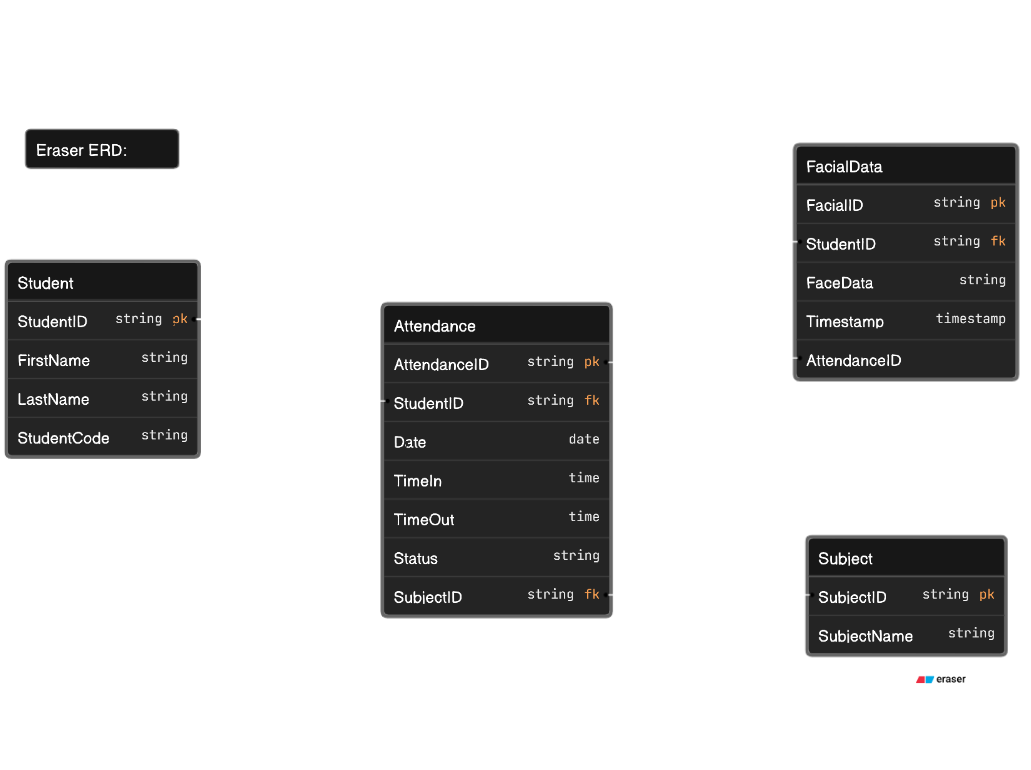 Eraser ERD:
Student
StudentID string pk
FirstName string
LastName string
StudentCode string
Attendance
AttendanceID string pk
StudentID string fk
Date date
TimeIn time
TimeOut time
Status string
SubjectID string fk
FacialData
FacialID string pk
StudentID string fk
FaceData string
Timestamp timestamp
AttendanceID
Subject
SubjectID string pk
SubjectName string
eraser